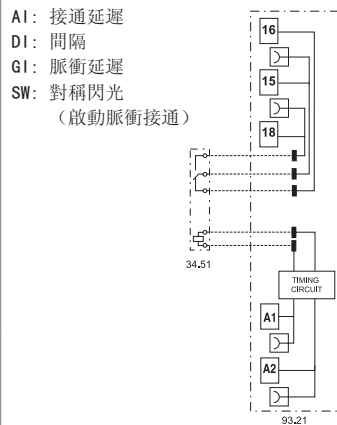 AI: 接通延遲
DI: 間隔
GI: 脈衝延遲
SW: 對稱閃光
（啟動脈衝接通）
16
15
18
34.51
TIMING
CIRCUIT
A1
A2
93.21